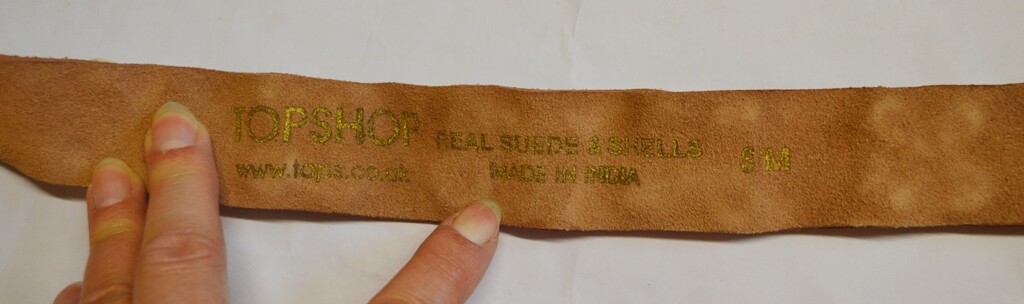 TOPSHOP
www.tops.co.uk
REAL SUEDE & SHELLS
MADE IN INDIA
S/M